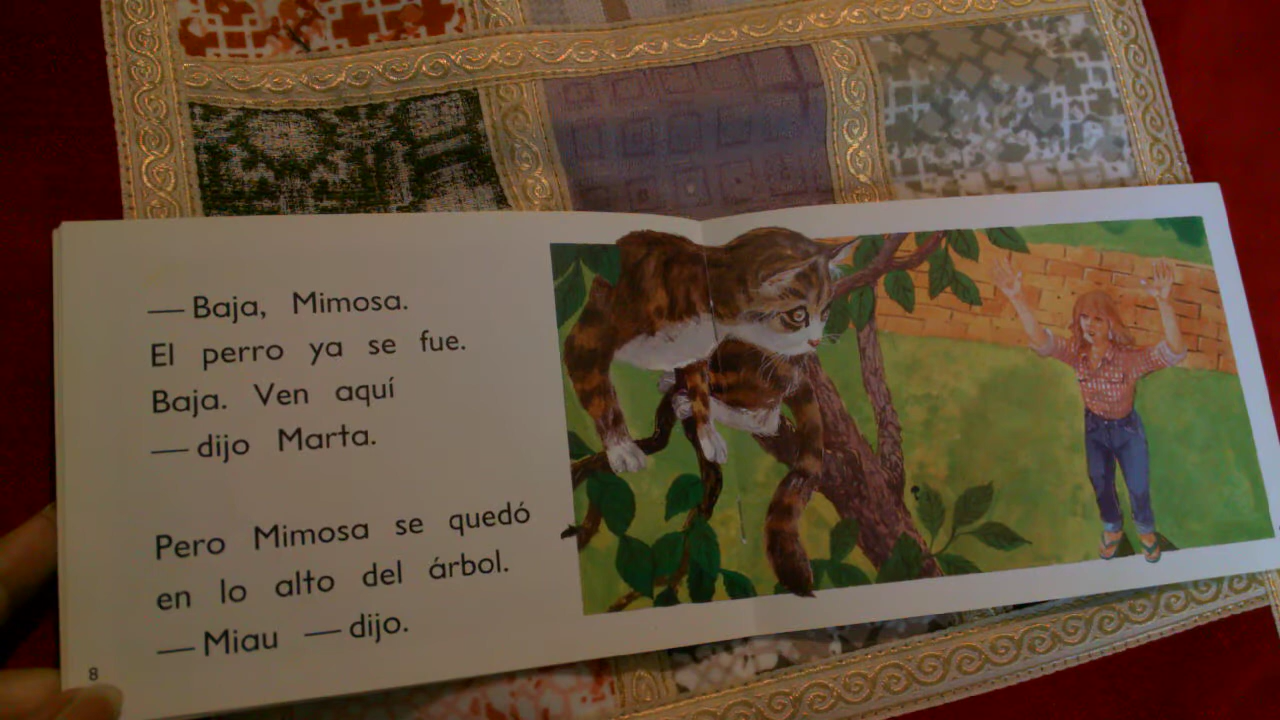 —Baja, Mimosa.
El perro ya se fue.
Baja. Ven aquí
—dijo Marta.
Pero Mimosa se quedó
en lo alto del árbol.
—Miau —dijo.
8